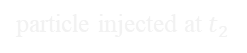 particle injected at t₂